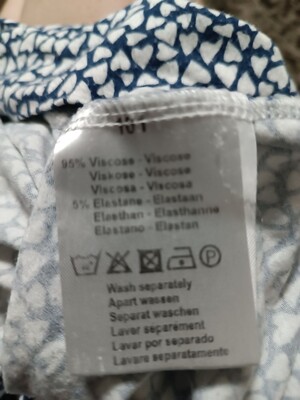 95% Viscose - Viscose
Viskose - Viscose
Viscosa - Viscosa
5% Elastane - Elastaan
Elasthan - Elasthanne
Elastano - Elastan
P
Wash separately
Apart wassen
Separat waschen
Laver separement
Lavar por separado
Lavare separatamente